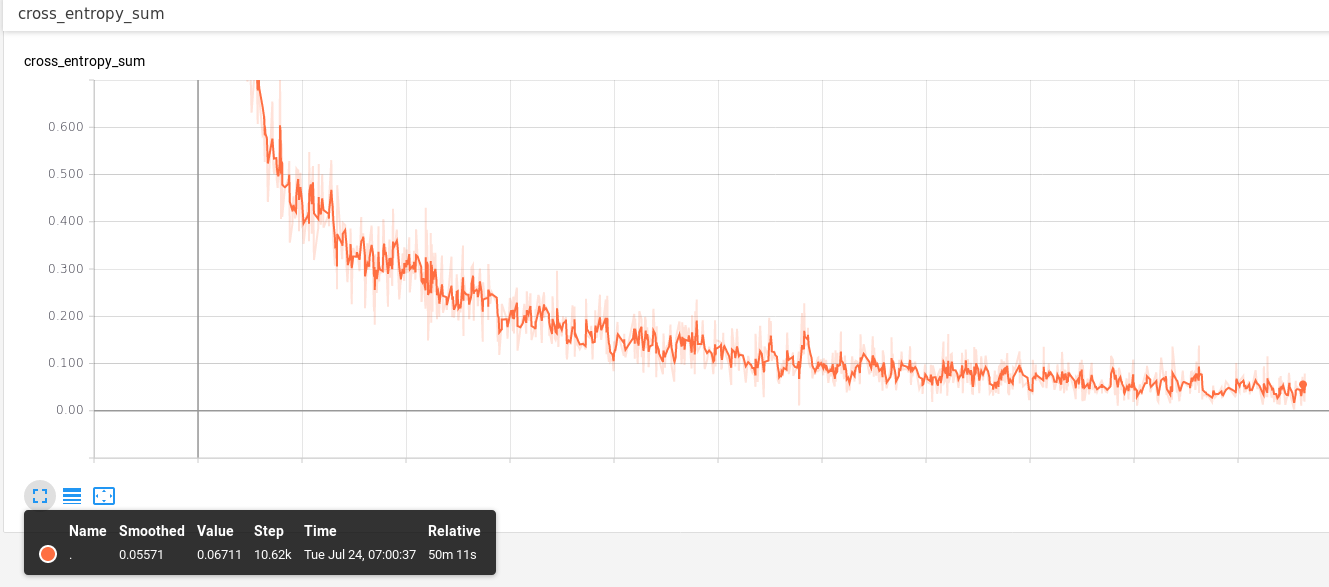 cross_entropy_sum
cross_entropy_sum
0.600
0.500
0.400
0.300
0.200
0.100
0.00
Name Smoothed Value Step Time Relative
. 0.05571 0.06711 10.62k Tue Jul 24, 07:00:37 50m 11s